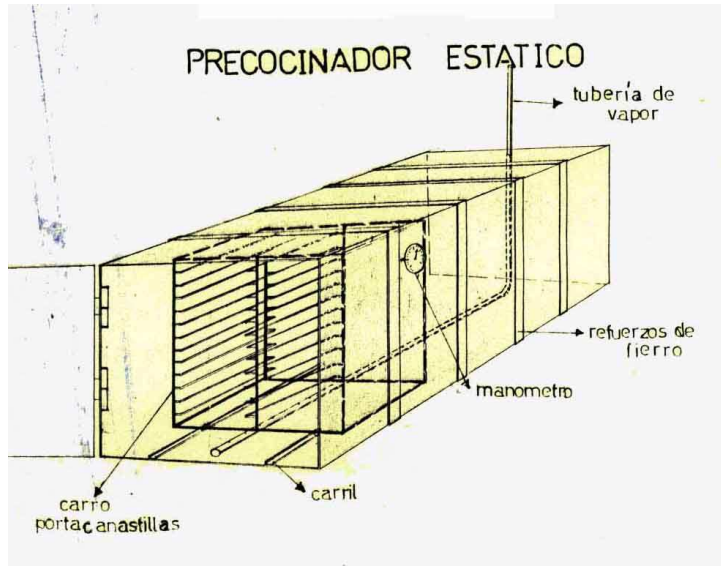 PRECOCINADOR ESTATICO
tubería de
vapor
refuerzos de
fierro
manometro
carril
carro
portacanastillas